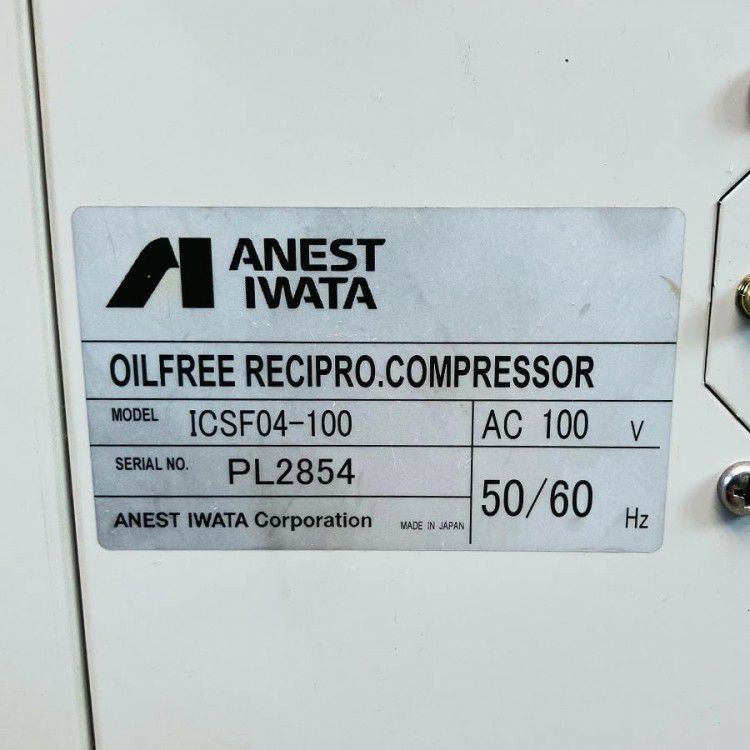 ANEST
IWATA
OILFREE RECIPRO.COMPRESSOR
MODEL ICSF04-100 AC 100 V
SERIAL NO. PL2854
50/60 Hz
ANEST IWATA Corporation MADE IN JAPAN